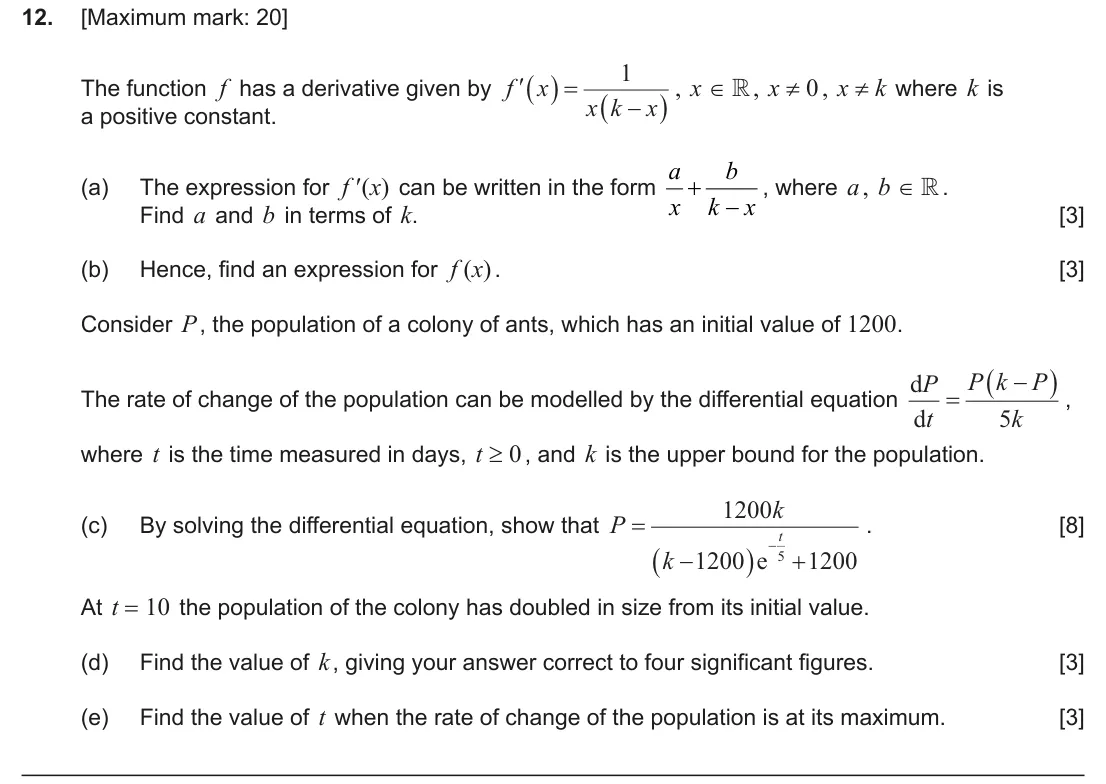 12. [Maximum mark: 20]
The function f has a derivative given by f′(x) = 1/(x(k − x)), x ∈ ℝ, x ≠ 0, x ≠ k where k is
a positive constant.
(a) The expression for f′(x) can be written in the form a/x + b/(k − x), where a, b ∈ ℝ.
Find a and b in terms of k. [3]
(b) Hence, find an expression for f(x). [3]
Consider P, the population of a colony of ants, which has an initial value of 1200.
The rate of change of the population can be modelled by the differential equation dP/dt = P(k − P)/(5k),
where t is the time measured in days, t ≥ 0, and k is the upper bound for the population.
(c) By solving the differential equation, show that P = 1200k/((k − 1200)e^(−t/5) + 1200). [8]
At t = 10 the population of the colony has doubled in size from its initial value.
(d) Find the value of k, giving your answer correct to four significant figures. [3]
(e) Find the value of t when the rate of change of the population is at its maximum. [3]